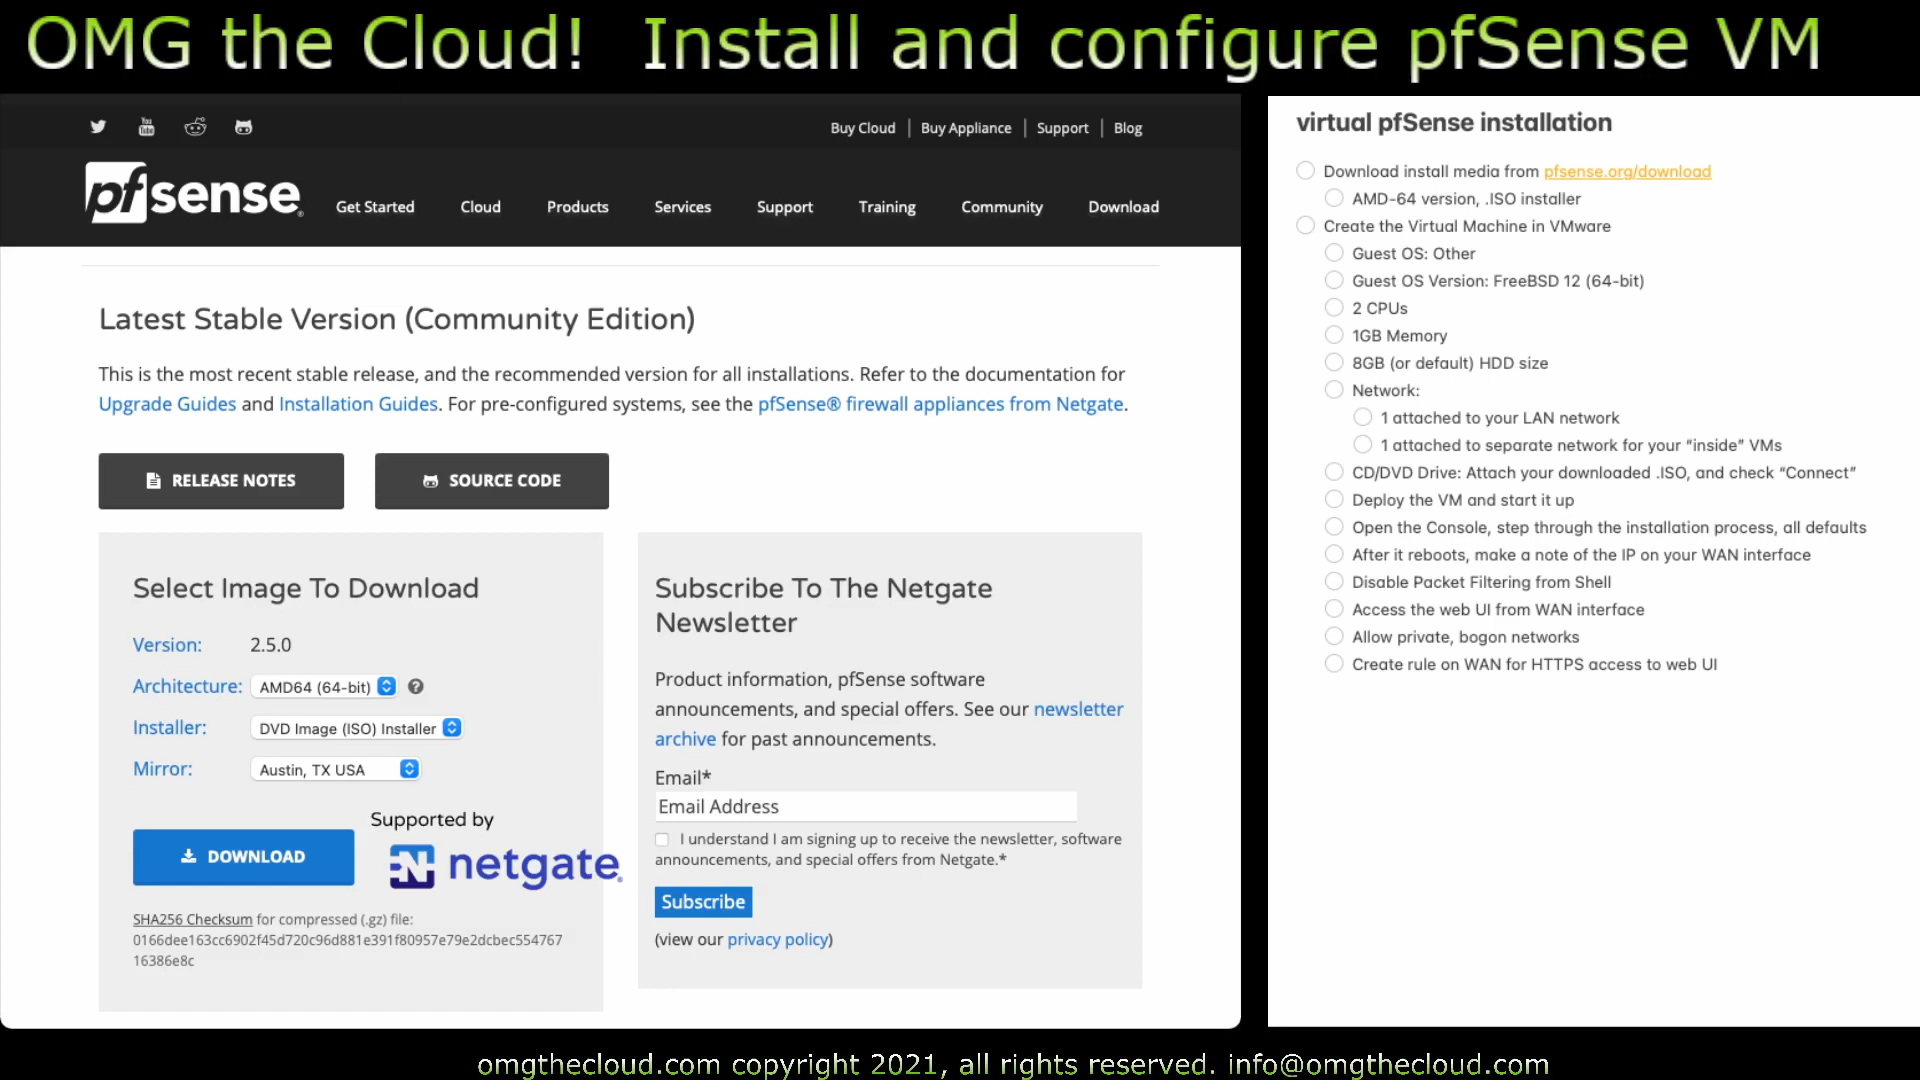 OMG the Cloud! Install and configure pfSense VM
You Tube
Buy Cloud | Buy Appliance | Support | Blog
pfsense
Get Started Cloud Products Services Support Training Community Download
Latest Stable Version (Community Edition)
This is the most recent stable release, and the recommended version for all installations. Refer to the documentation for
Upgrade Guides and Installation Guides. For pre-configured systems, see the pfSense® firewall appliances from Netgate.
RELEASE NOTES
SOURCE CODE
Select Image To Download
Version: 2.5.0
Architecture: AMD64 (64-bit) ?
Installer: DVD Image (ISO) Installer
Mirror: Austin, TX USA
Supported by
DOWNLOAD
netgate.
SHA256 Checksum for compressed (.gz) file:
0166dee163cc6902f45d720c96d881e391f80957e79e2dcbec554767
16386e8c
Subscribe To The Netgate
Newsletter
Product information, pfSense software
announcements, and special offers. See our newsletter
archive for past announcements.
Email*
Email Address
I understand I am signing up to receive the newsletter, software
announcements, and special offers from Netgate.*
Subscribe
(view our privacy policy)
virtual pfSense installation
Download install media from pfsense.org/download
AMD-64 version, .ISO installer
Create the Virtual Machine in VMware
Guest OS: Other
Guest OS Version: FreeBSD 12 (64-bit)
2 CPUs
1GB Memory
8GB (or default) HDD size
Network:
1 attached to your LAN network
1 attached to separate network for your “inside” VMs
CD/DVD Drive: Attach your downloaded .ISO, and check “Connect”
Deploy the VM and start it up
Open the Console, step through the installation process, all defaults
After it reboots, make a note of the IP on your WAN interface
Disable Packet Filtering from Shell
Access the web UI from WAN interface
Allow private, bogon networks
Create rule on WAN for HTTPS access to web UI
omgthecloud.com copyright 2021, all rights reserved. info@omgthecloud.com